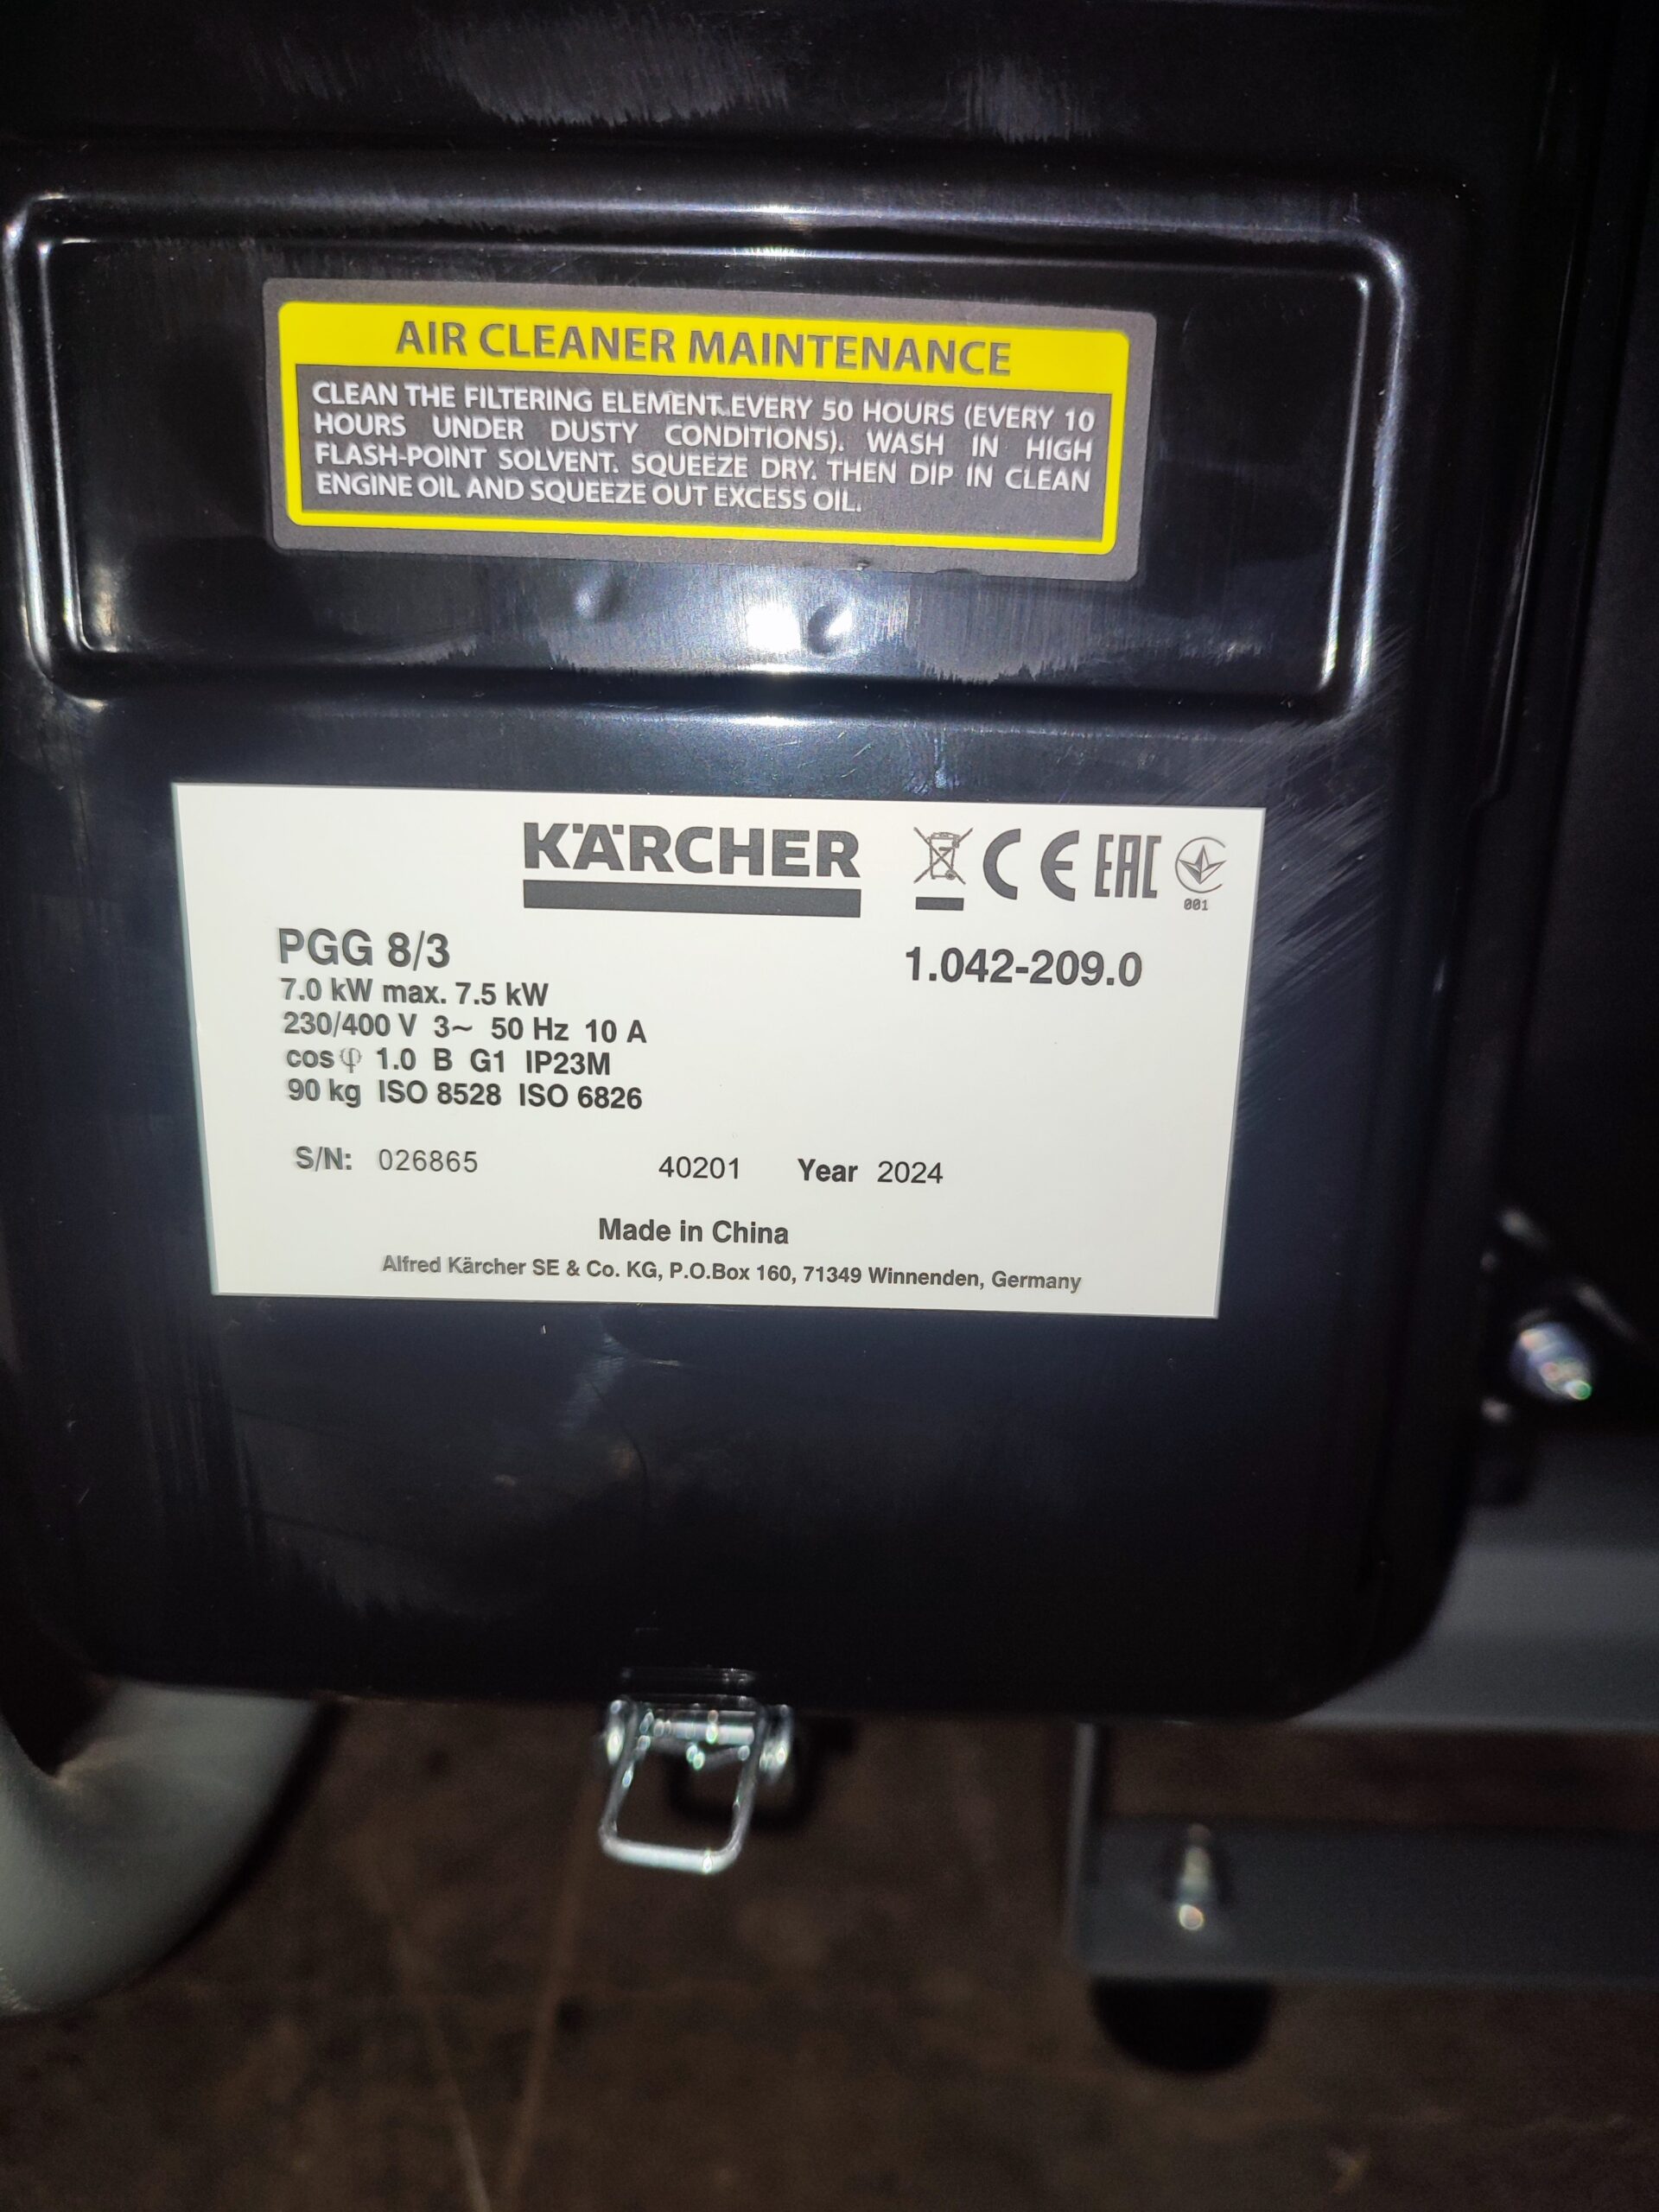 AIR CLEANER MAINTENANCE
CLEAN THE FILTERING ELEMENT EVERY 50 HOURS (EVERY 10
HOURS UNDER DUSTY CONDITIONS). WASH IN HIGH
FLASH-POINT SOLVENT. SQUEEZE DRY. THEN DIP IN CLEAN
ENGINE OIL AND SQUEEZE OUT EXCESS OIL.
KÄRCHER CE EAC
001
PGG 8/3 1.042-209.0
7.0 kW max. 7.5 kW
230/400 V 3~ 50 Hz 10 A
cos φ 1.0 B G1 IP23M
90 kg ISO 8528 ISO 6826
S/N: 026865 40201 Year 2024
Made in China
Alfred Kärcher SE & Co. KG, P.O.Box 160, 71349 Winnenden, Germany